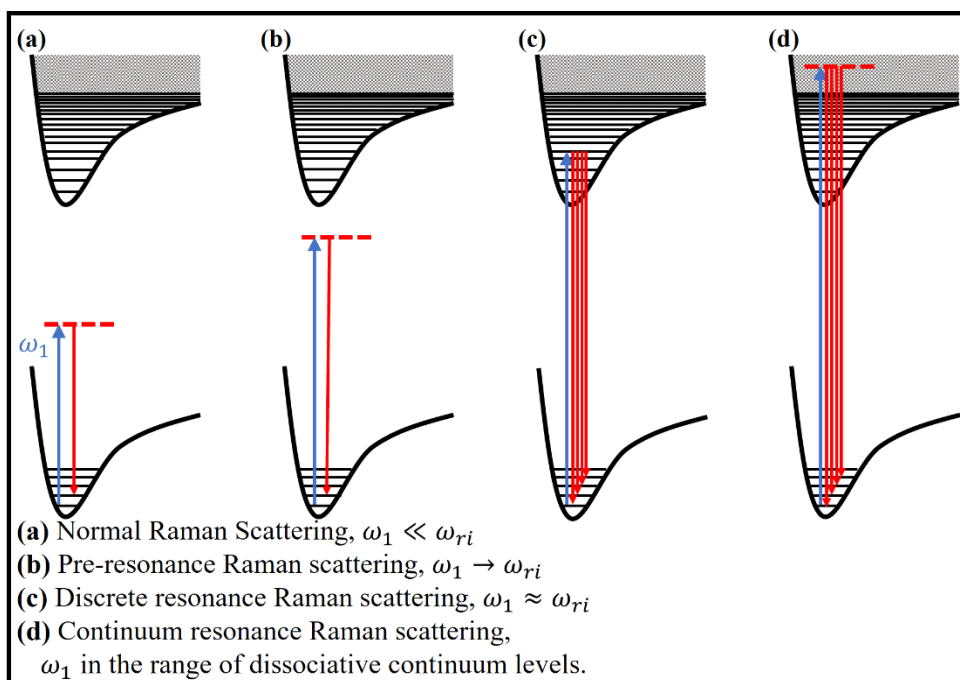 (a) (b) (c) (d)
ω₁
(a) Normal Raman Scattering, ω₁ ≪ ωᵣᵢ
(b) Pre-resonance Raman scattering, ω₁ → ωᵣᵢ
(c) Discrete resonance Raman scattering, ω₁ ≈ ωᵣᵢ
(d) Continuum resonance Raman scattering,
ω₁ in the range of dissociative continuum levels.